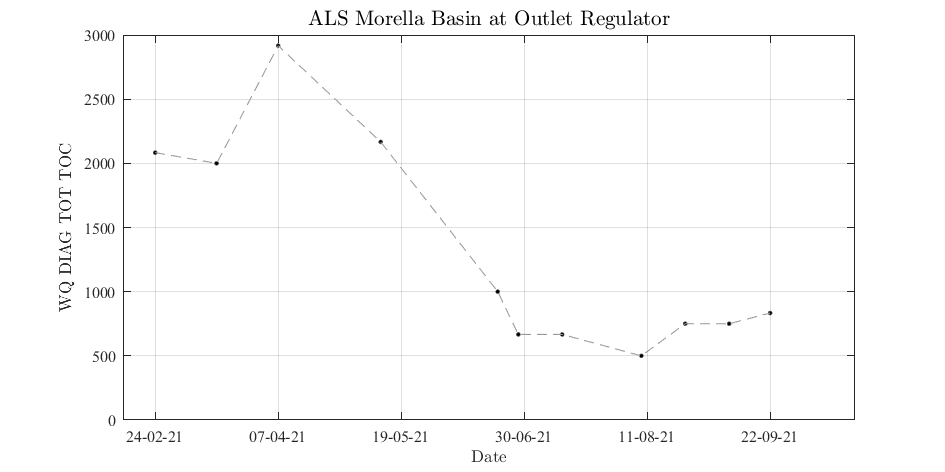 ALS Morella Basin at Outlet Regulator
3000
2500
2000
1500
1000
500
0
WQ DIAG TOT TOC
24-02-21 07-04-21 19-05-21 30-06-21 11-08-21 22-09-21
Date